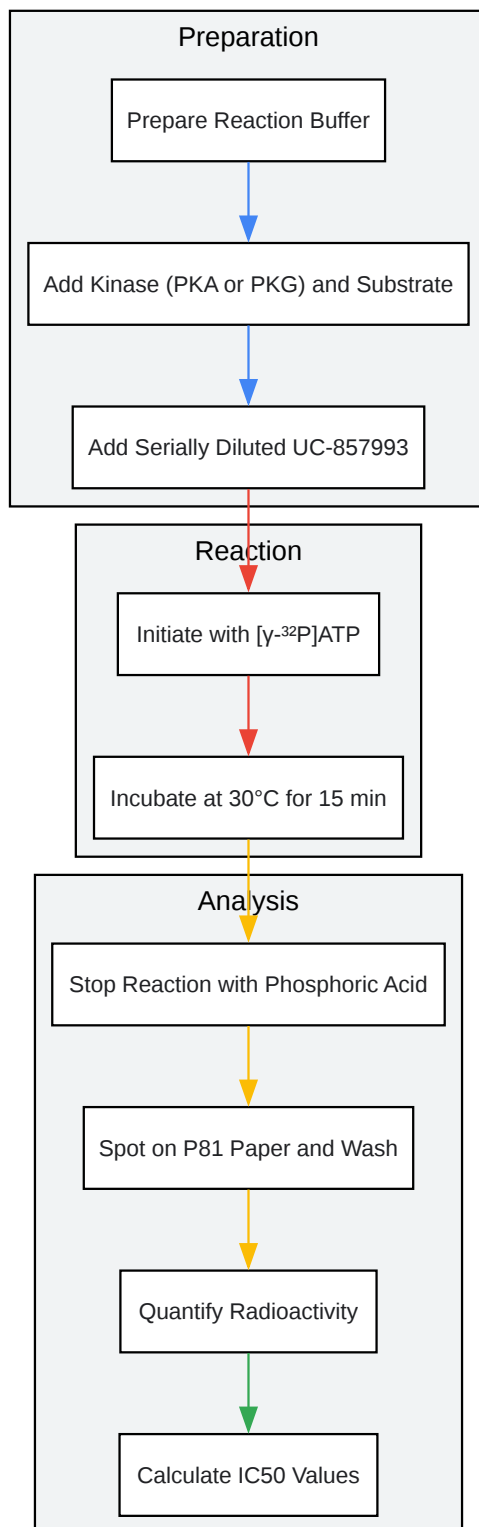 Preparation
Prepare Reaction Buffer
Add Kinase (PKA or PKG) and Substrate
Add Serially Diluted UC-857993
Reaction
Initiate with [γ-³²P]ATP
Incubate at 30°C for 15 min
Analysis
Stop Reaction with Phosphoric Acid
Spot on P81 Paper and Wash
Quantify Radioactivity
Calculate IC50 Values